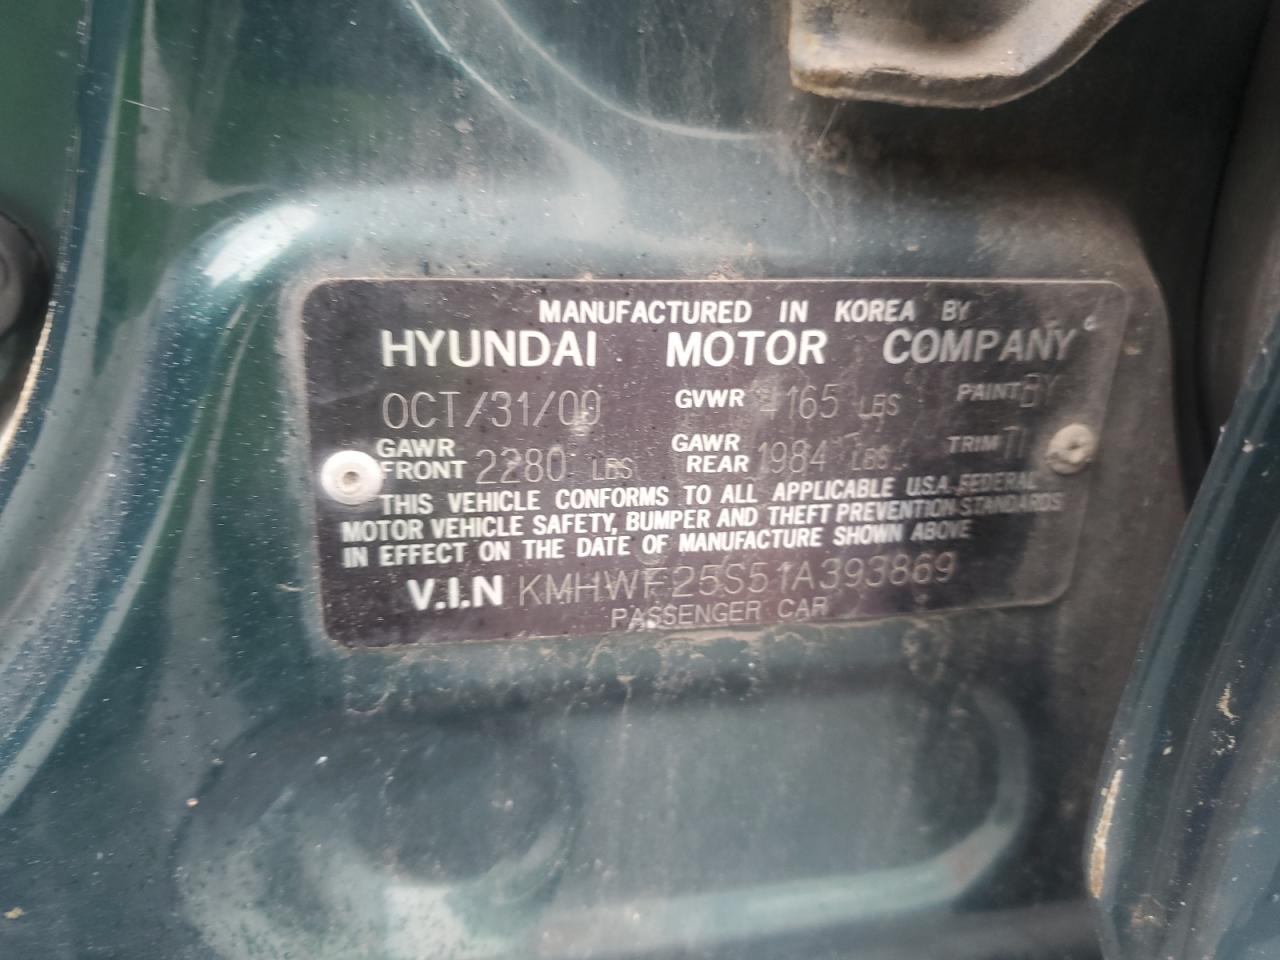 MANUFACTURED IN KOREA BY
HYUNDAI MOTOR COMPANY
OCT/31/00 GVWR 4165 LBS PAINT BY
GAWR FRONT 2280 LBS GAWR REAR 1984 LBS TRIM TI
THIS VEHICLE CONFORMS TO ALL APPLICABLE U.S.A. FEDERAL
MOTOR VEHICLE SAFETY, BUMPER AND THEFT PREVENTION STANDARDS
IN EFFECT ON THE DATE OF MANUFACTURE SHOWN ABOVE
V.I.N KMHWF25S51A393869
PASSENGER CAR